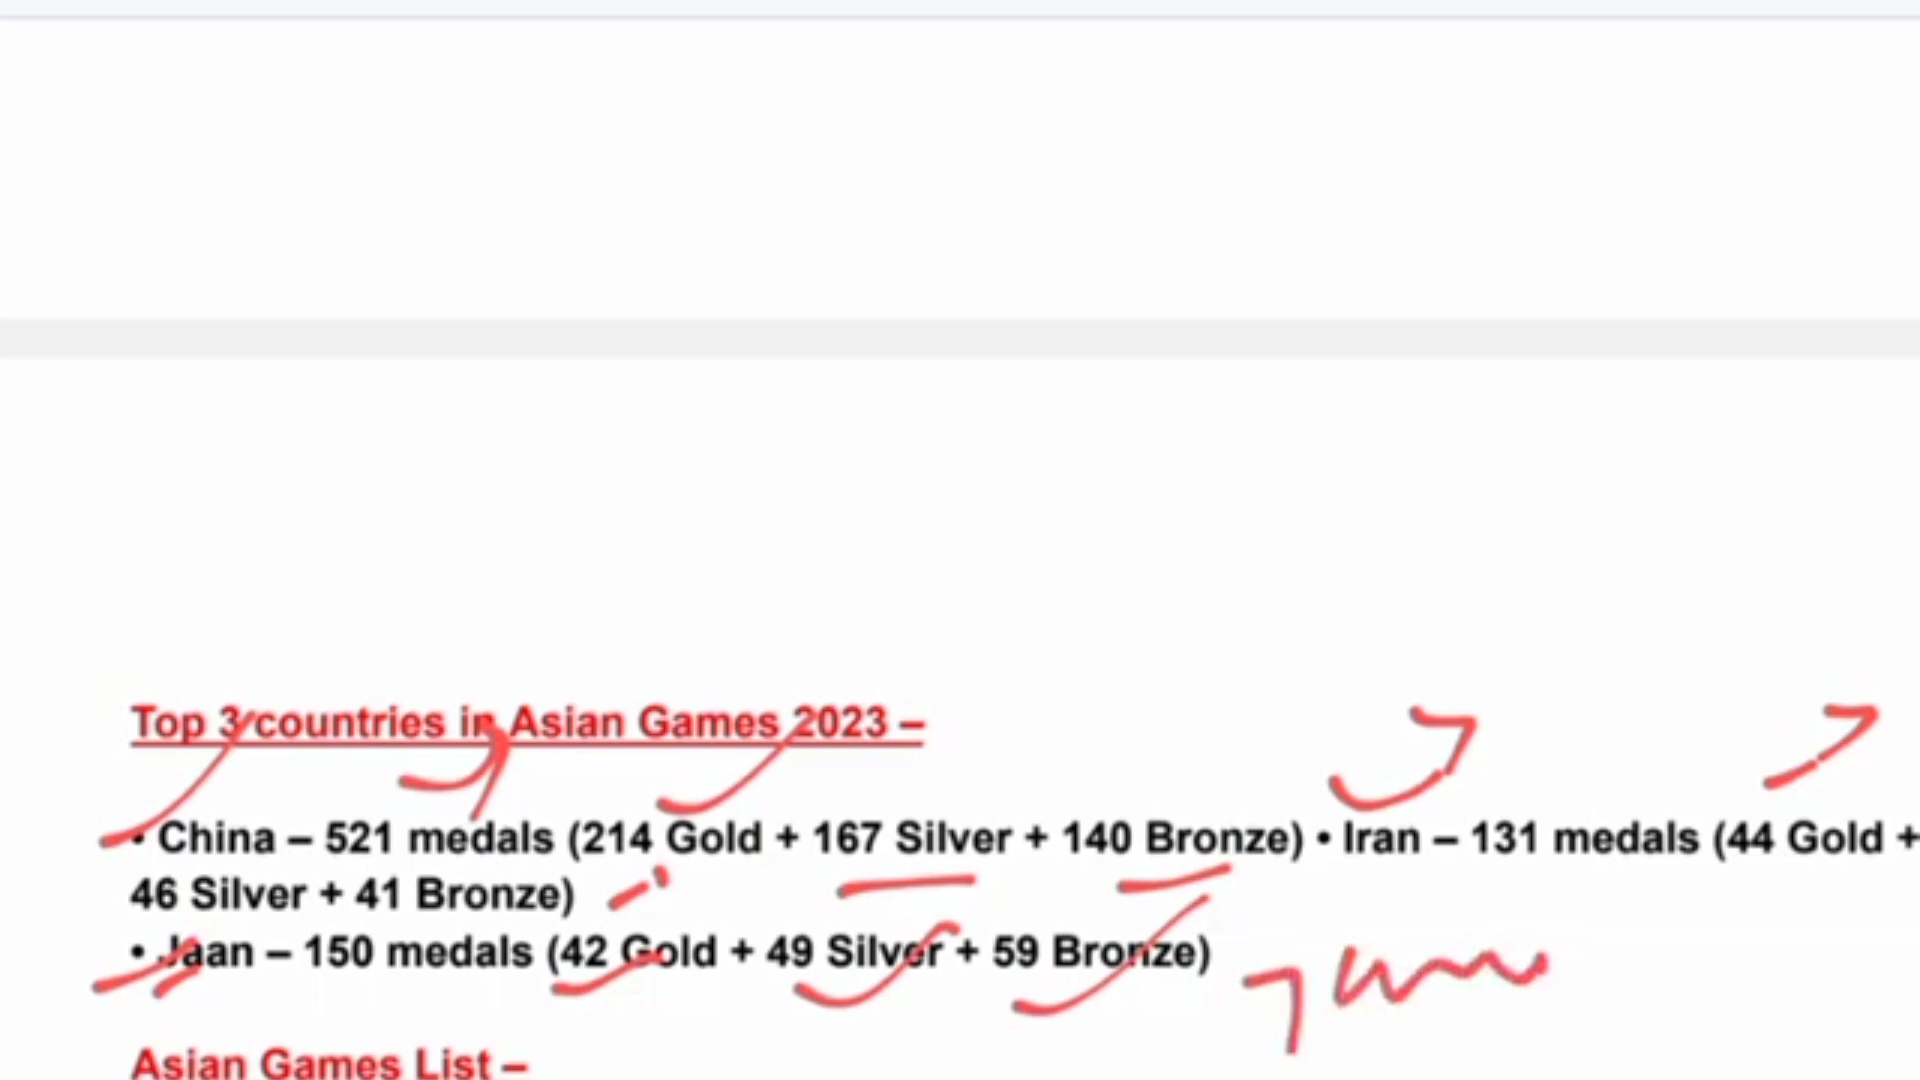 Top 3 countries in Asian Games 2023 –
• China – 521 medals (214 Gold + 167 Silver + 140 Bronze) • Iran – 131 medals (44 Gold +
46 Silver + 41 Bronze)
• Jaan – 150 medals (42 Gold + 49 Silver + 59 Bronze)
Asian Games List –